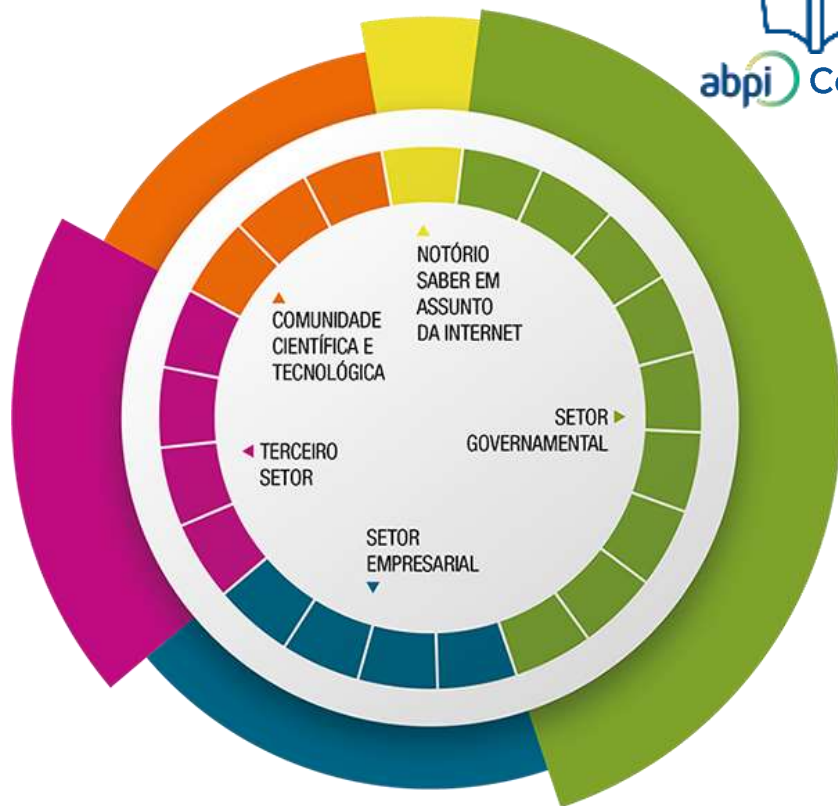 abpi
NOTÓRIO
SABER EM
ASSUNTO
DA INTERNET
COMUNIDADE
CIENTÍFICA E
TECNOLÓGICA
SETOR
GOVERNAMENTAL
TERCEIRO
SETOR
SETOR
EMPRESARIAL